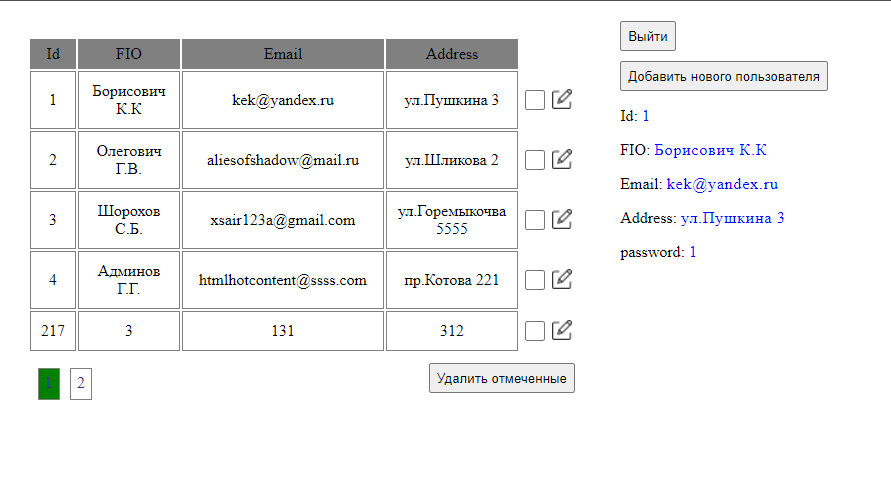 Id FIO Email Address
1 Борисович К.К kek@yandex.ru ул.Пушкина 3
2 Олегович Г.В. aliesofshadow@mail.ru ул.Шликова 2
3 Шорохов С.Б. xsair123a@gmail.com ул.Горемыкочва 5555
4 Админов Г.Г. htmlhotcontent@ssss.com пр.Котова 221
217 3 131 312
1 2
Удалить отмеченные
Выйти
Добавить нового пользователя
Id: 1
FIO: Борисович К.К
Email: kek@yandex.ru
Address: ул.Пушкина 3
password: 1